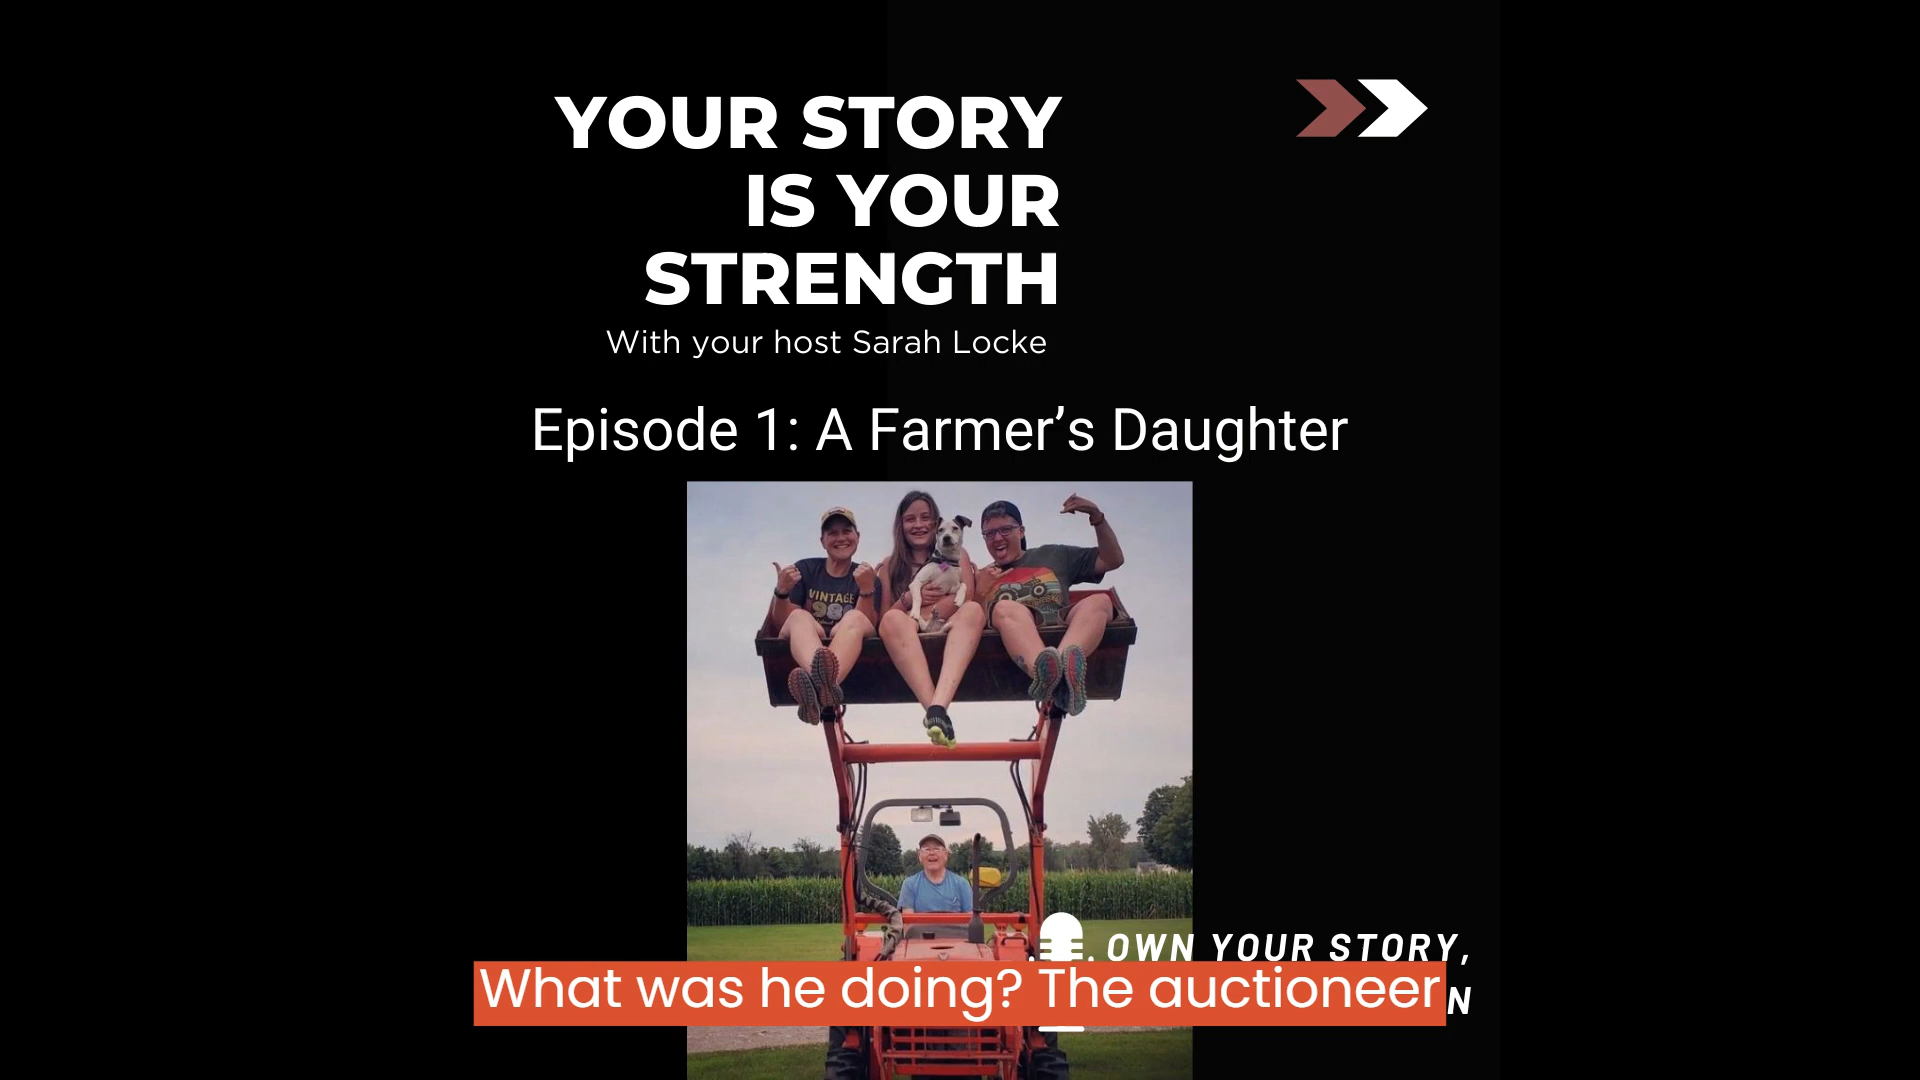 YOUR STORY
IS YOUR
STRENGTH
With your host Sarah Locke
Episode 1: A Farmer’s Daughter
VINTAGE
OWN YOUR STORY,
What was he doing? The auctioneer